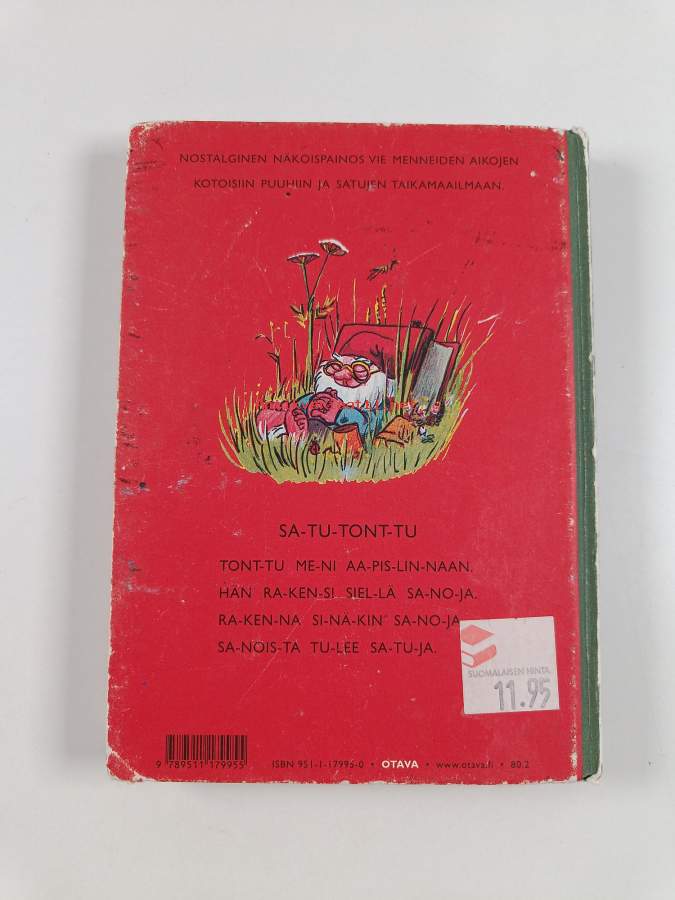 NOSTALGINEN NÄKÖISPAINOS VIE MENNEIDEN AIKOJEN
KOTOISIIN PUUHIIN JA SATUJEN TAIKAMAAILMAAN.
SA-TU-TONT-TU
TONT-TU ME-NI AA-PIS-LIN-NAAN.
HÄN RA-KEN-SI SIEL-LÄ SA-NO-JA.
RA-KEN-NA SI-NÄ-KIN SA-NO-JA
SA-NOIS-TA TU-LEE SA-TU-JA.
SUOMALAISEN HINTA
11.95
9 789511 179955
ISBN 951-1-17995-0 • OTAVA • www.otava.fi • 80.2